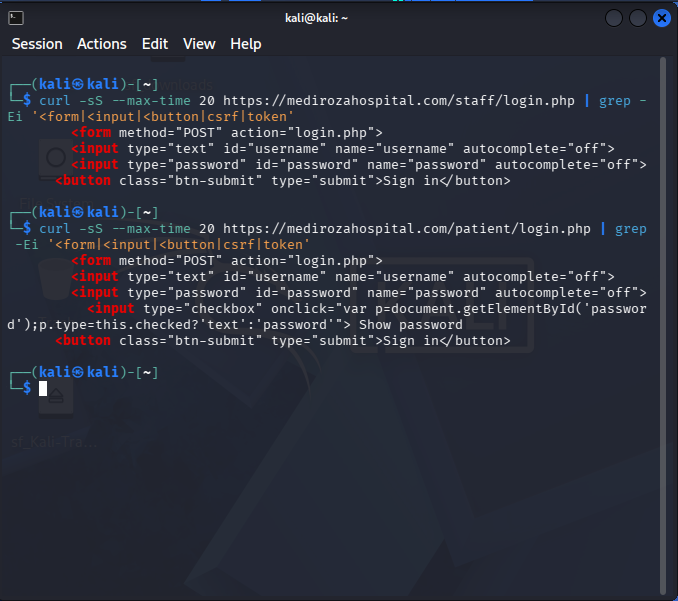 kali@kali: ~
Session Actions Edit View Help
┌──(kali㉿kali)-[~]
└─$ curl -sS --max-time 20 https://medirozahospital.com/staff/login.php | grep -
Ei '<form|<input|<button|csrf|token'
        <form method="POST" action="login.php">
        <input type="text" id="username" name="username" autocomplete="off">
        <input type="password" id="password" name="password" autocomplete="off">
      <button class="btn-submit" type="submit">Sign in</button>
┌──(kali㉿kali)-[~]
└─$ curl -sS --max-time 20 https://medirozahospital.com/patient/login.php | grep
 -Ei '<form|<input|<button|csrf|token'
        <form method="POST" action="login.php">
        <input type="text" id="username" name="username" autocomplete="off">
        <input type="password" id="password" name="password" autocomplete="off">
          <input type="checkbox" onclick="var p=document.getElementById('passwor
d');p.type=this.checked?'text':'password'"> Show password
      <button class="btn-submit" type="submit">Sign in</button>
┌──(kali㉿kali)-[~]
└─$
sf_Kali-Tra...